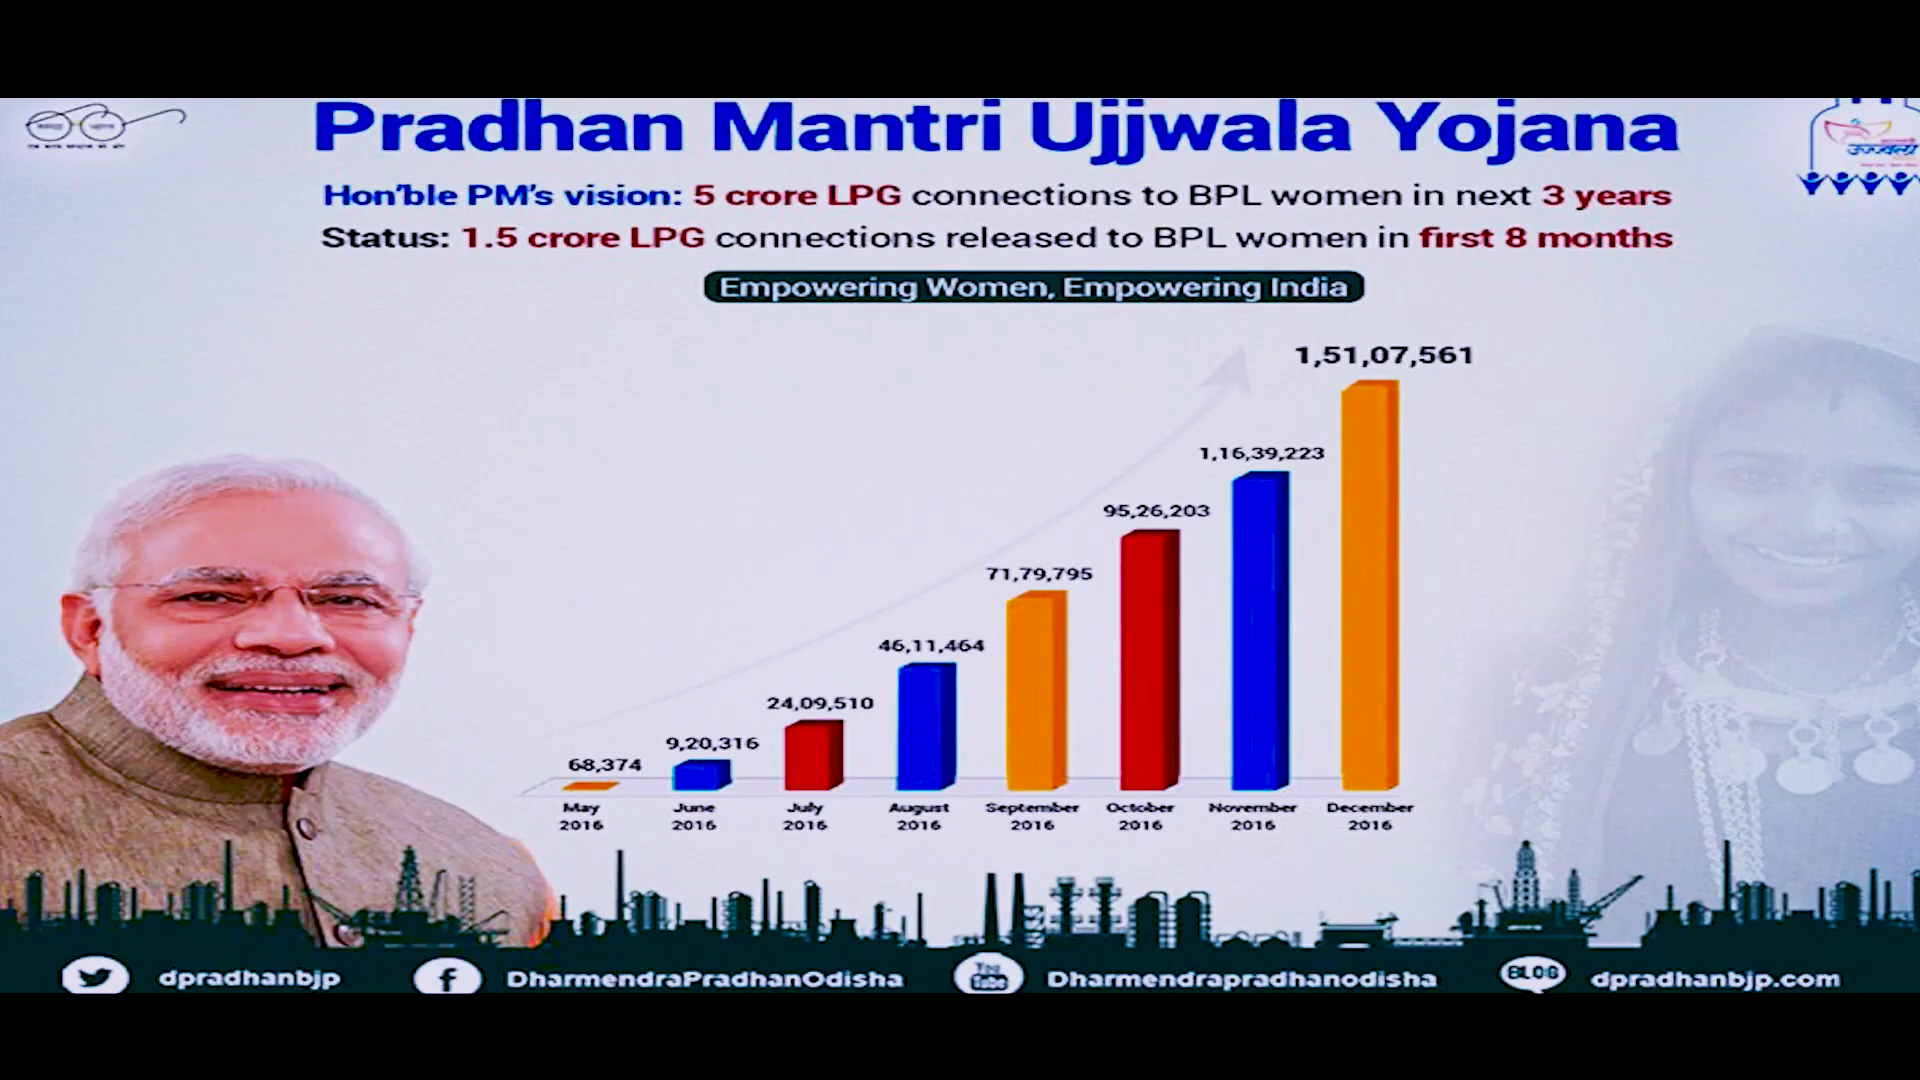 Pradhan Mantri Ujjwala Yojana
Hon'ble PM's vision: 5 crore LPG connections to BPL women in next 3 years
Status: 1.5 crore LPG connections released to BPL women in first 8 months
Empowering Women, Empowering India
1,51,07,561
1,16,39,223
95,26,203
71,79,795
46,11,464
24,09,510
9,20,316
68,374
May June July August September October November December
2016 2016 2016 2016 2016 2016 2016 2016
dpradhanbjp DharmendraPradhanOdisha You Tube Dharmendrapradhanodisha BLOG dpradhanbjp.com